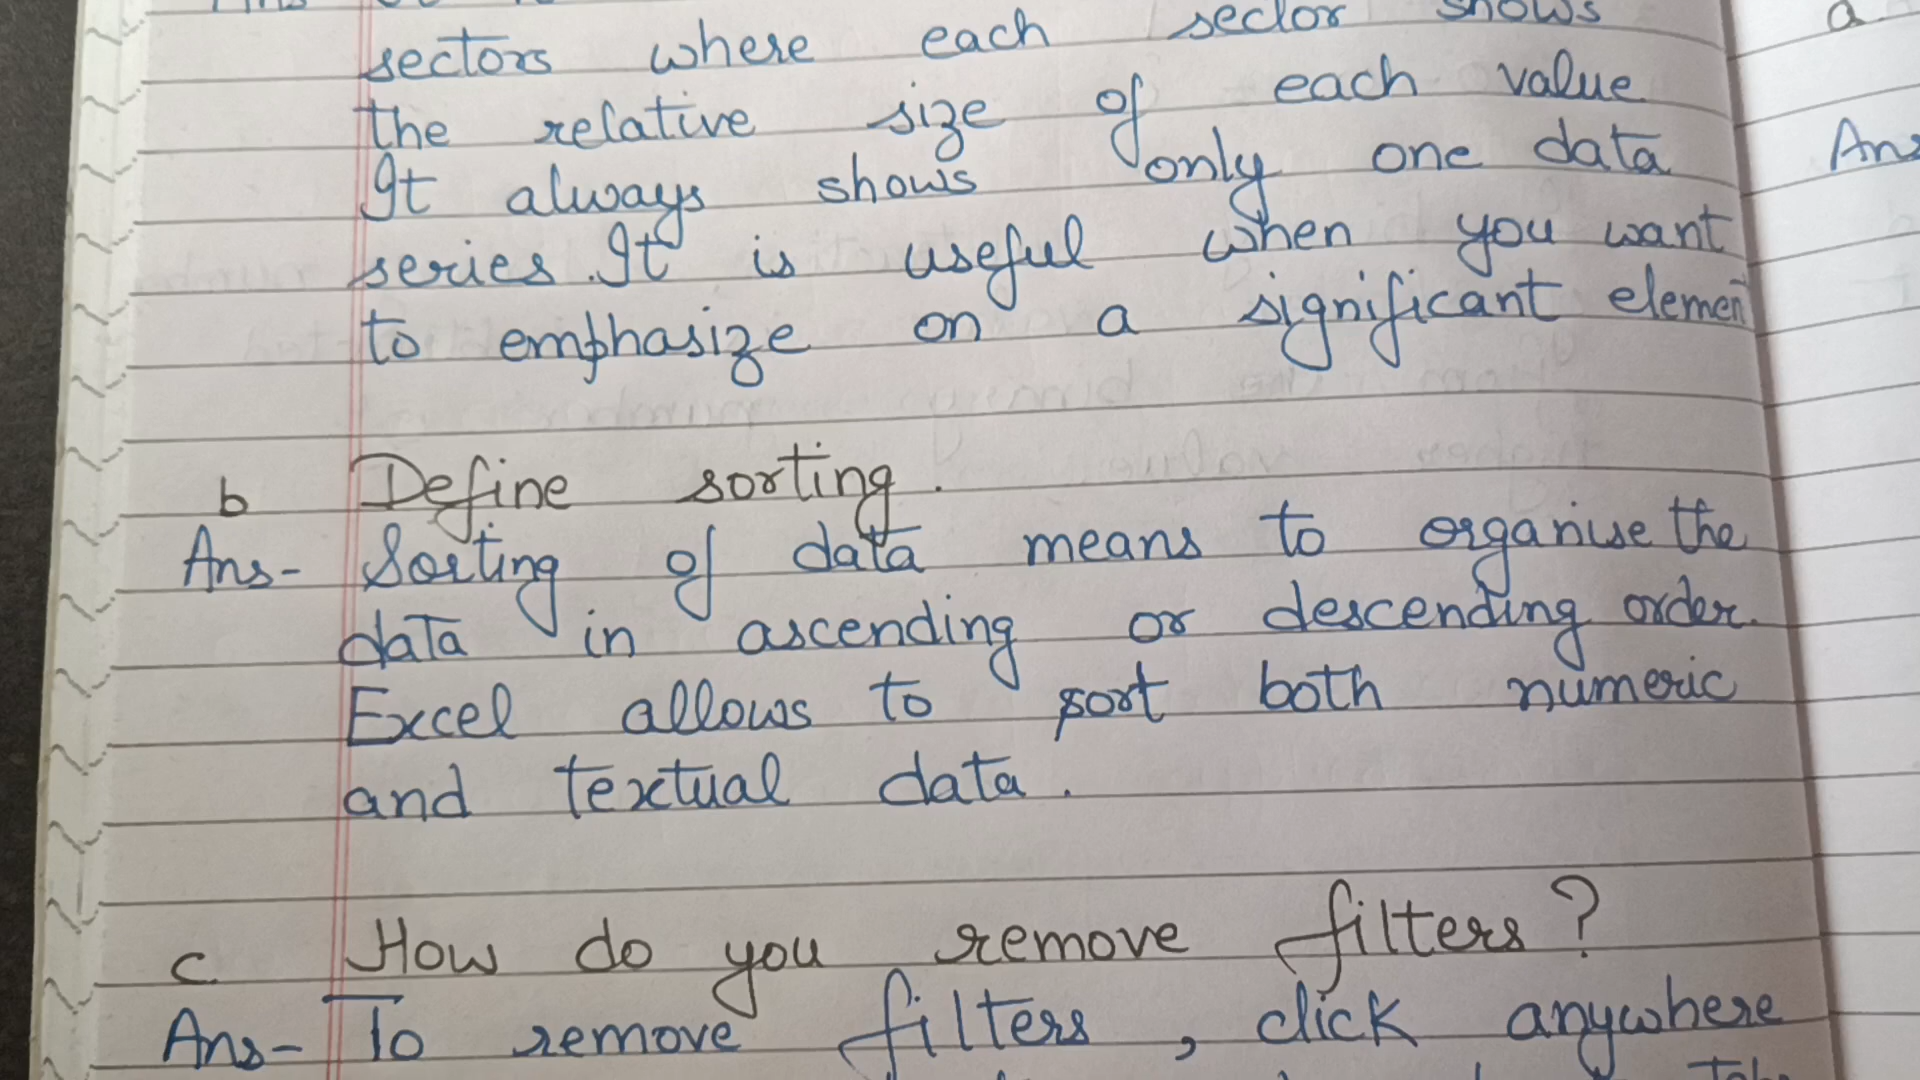 sectors where each sector shows
the relative size of each value
It always shows only one data
series. It is useful when you want
to emphasize on a significant element
b Define sorting.
Ans- Sorting of data means to organise the
data in ascending or descending order.
Excel allows to sort both numeric
and textual data.
c How do you remove filters?
Ans- To remove filters, click anywhere
a
Ans